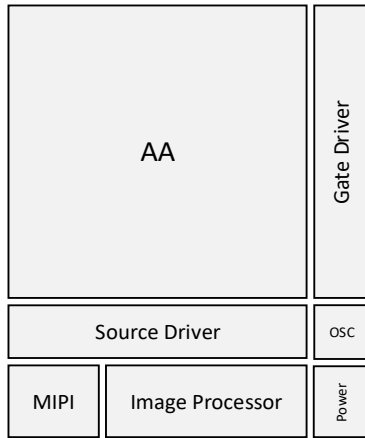 AA
Gate Driver
Source Driver
OSC
MIPI
Image Processor
Power